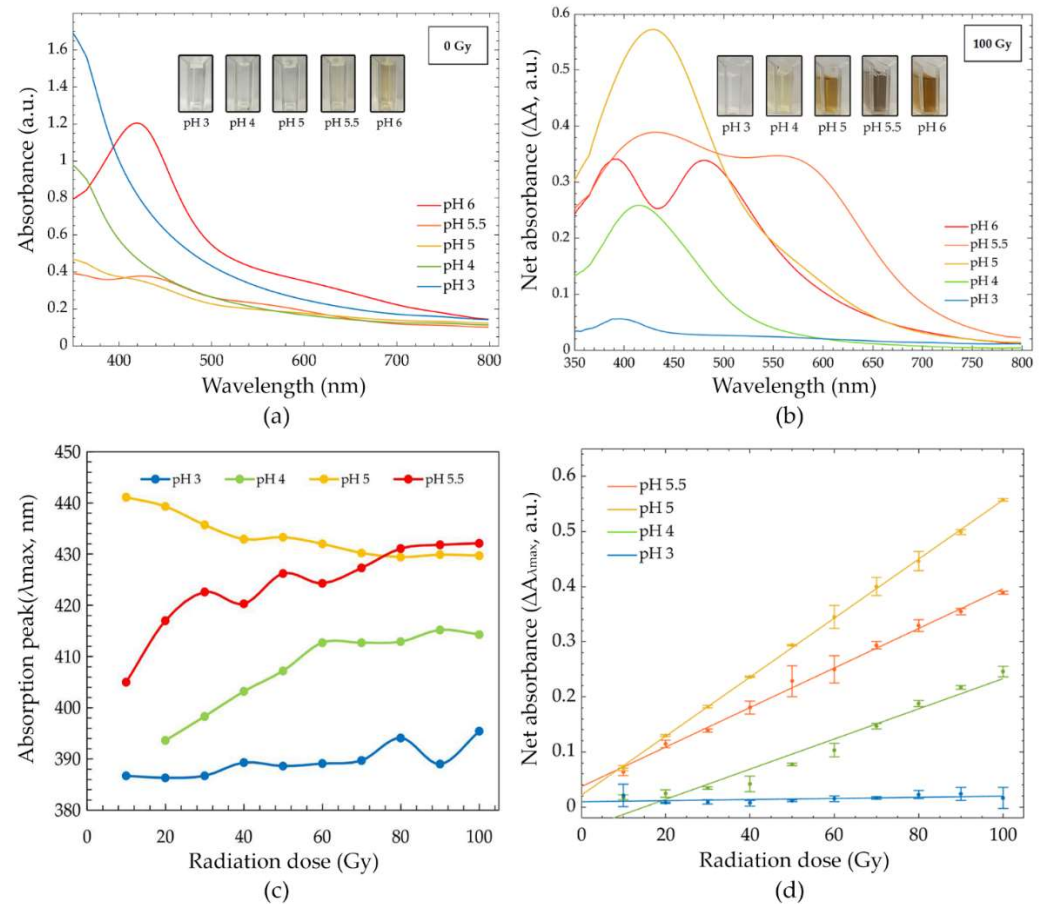 1.8
1.6
1.4
1.2
1
0.8
0.6
0.4
0.2
0
400
500
600
700
800
Absorbance (a.u.)
Wavelength (nm)
0 Gy
pH 3
pH 4
pH 5
pH 5.5
pH 6
pH 6
pH 5.5
pH 5
pH 4
pH 3
(a)
0.6
0.5
0.4
0.3
0.2
0.1
0
350
400
450
500
550
600
650
700
750
800
Net absorbance (ΔA, a.u.)
Wavelength (nm)
100 Gy
pH 3
pH 4
pH 5
pH 5.5
pH 6
pH 6
pH 5.5
pH 5
pH 4
pH 3
(b)
450
440
430
420
410
400
390
380
0
20
40
60
80
100
Absorption peak(λmax, nm)
Radiation dose (Gy)
pH 3
pH 4
pH 5
pH 5.5
(c)
0.6
0.5
0.4
0.3
0.2
0.1
0
0
10
20
30
40
50
60
70
80
90
100
Net absorbance (ΔAλmax, a.u.)
Radiation dose (Gy)
pH 5.5
pH 5
pH 4
pH 3
(d)